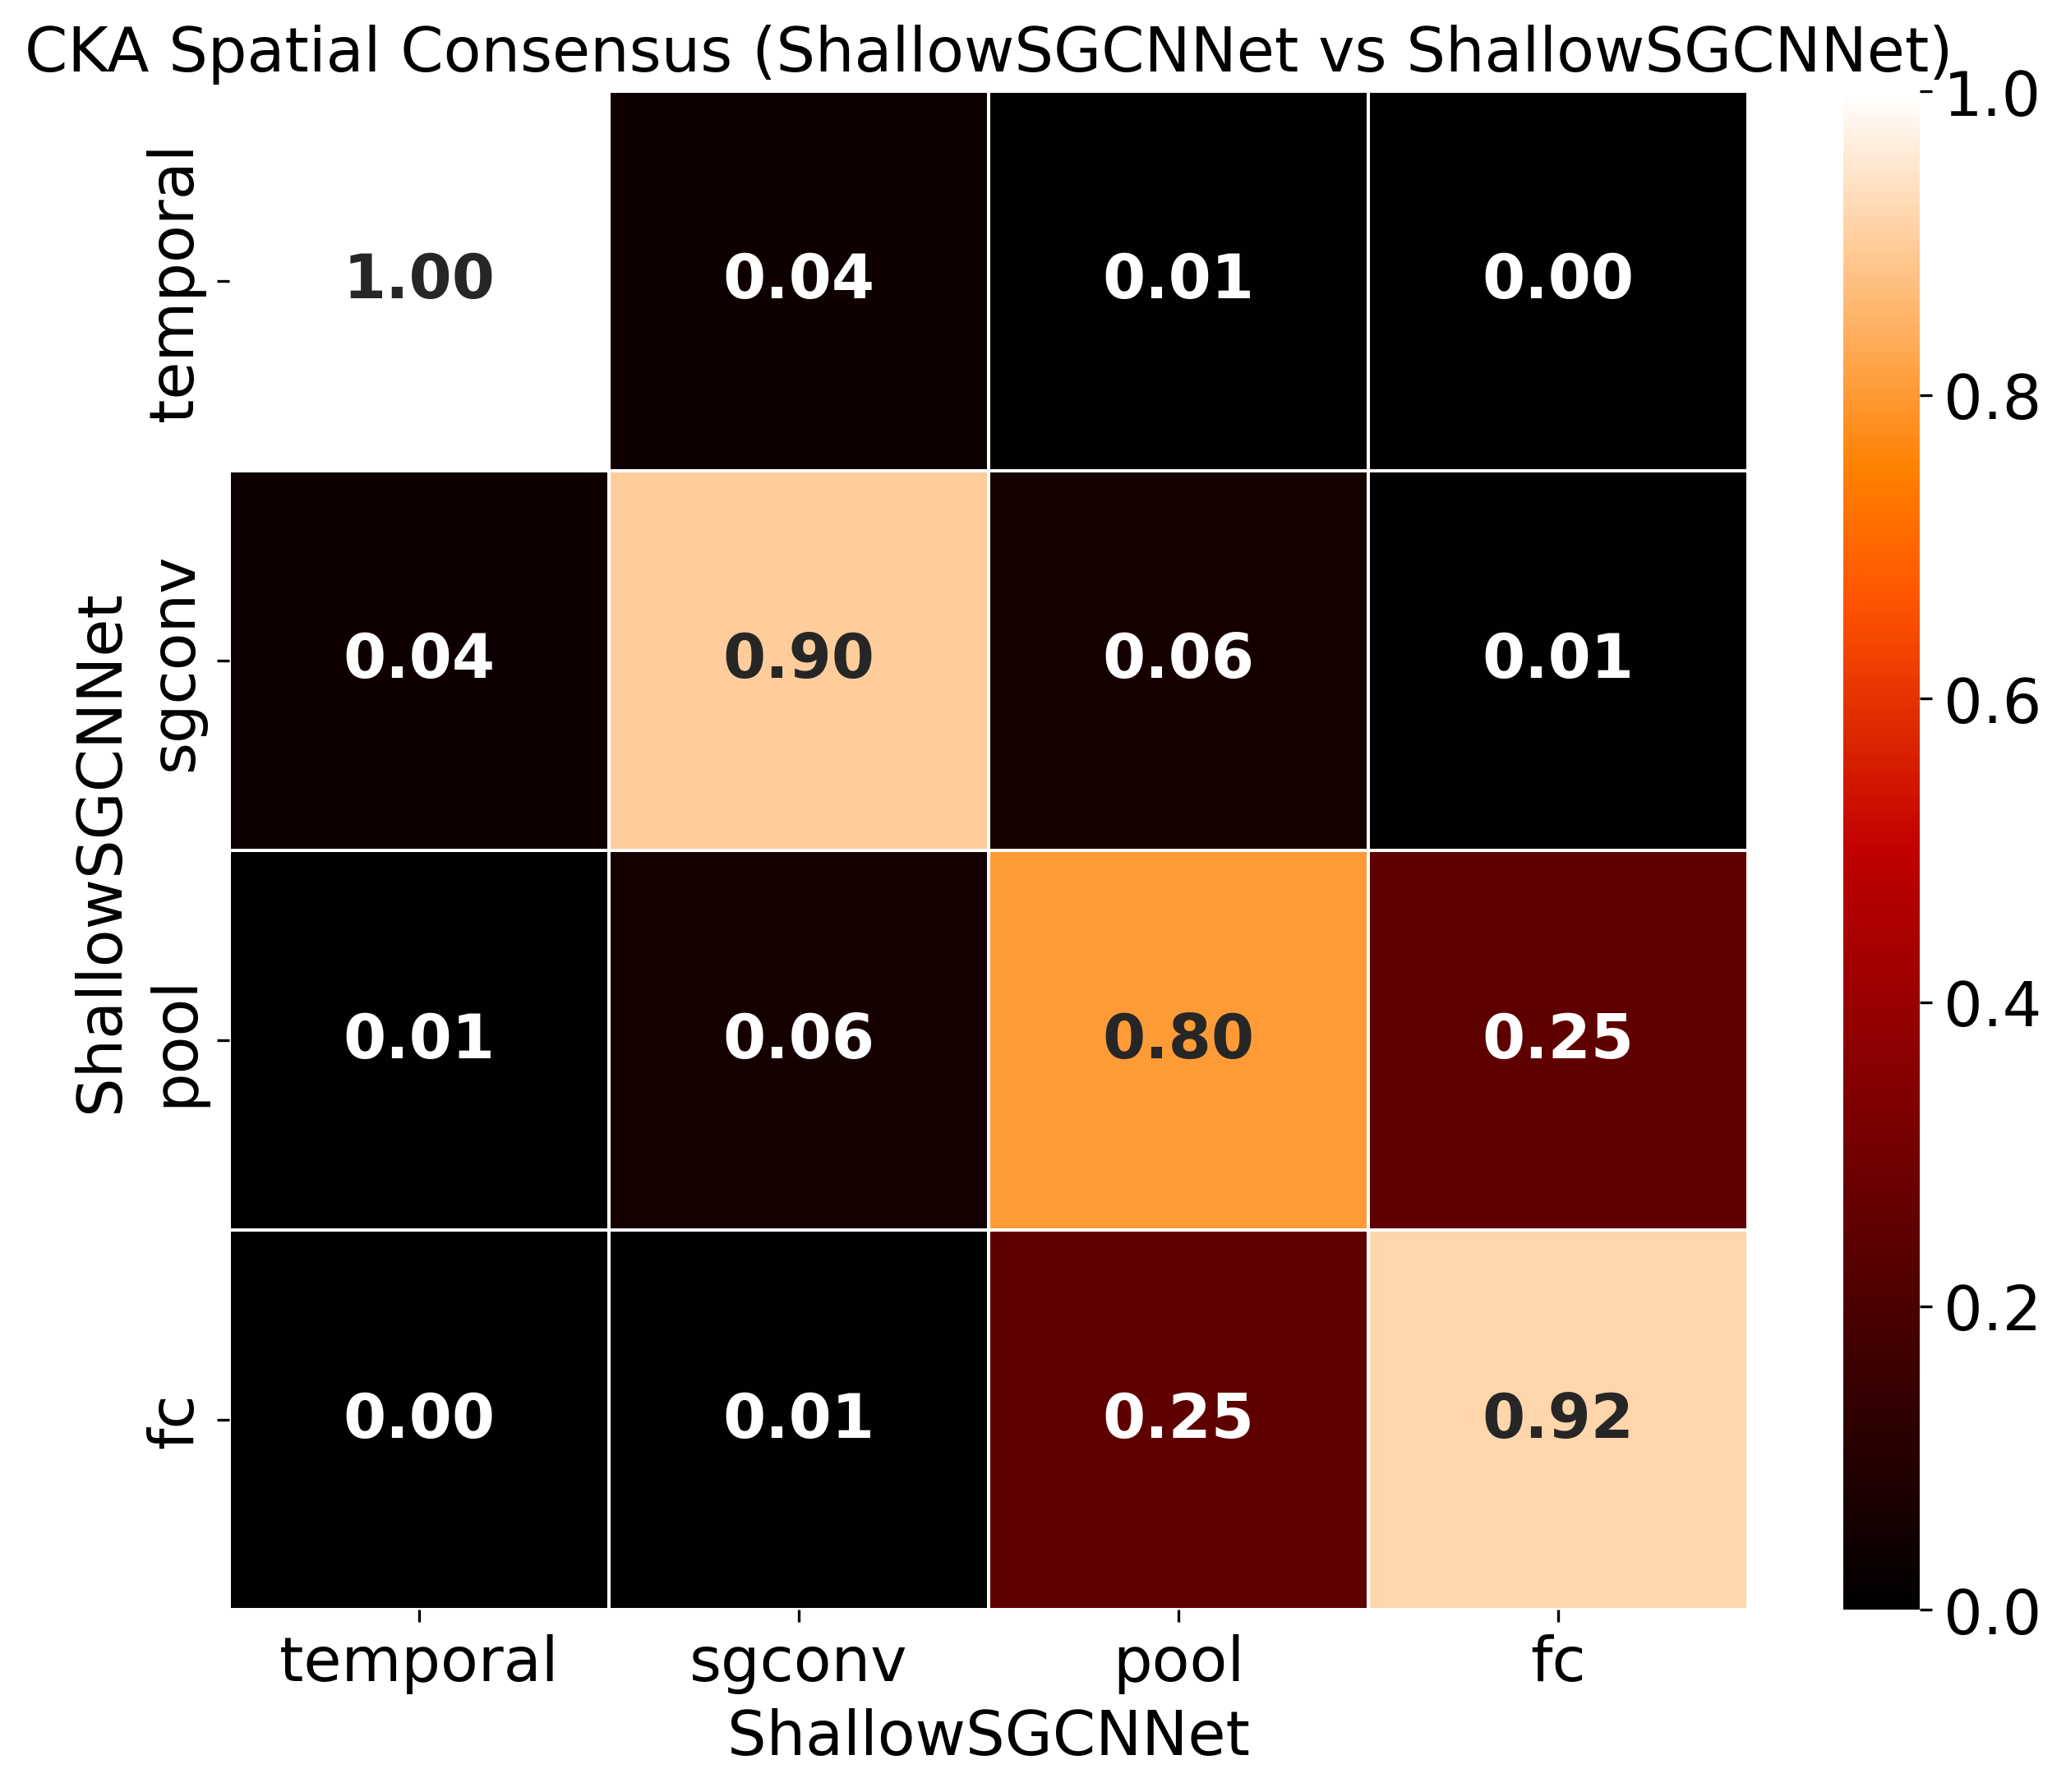 CKA Spatial Consensus (ShallowSGCNNet vs ShallowSGCNNet)
ShallowSGCNNet
temporal 1.00 0.04 0.01 0.00
sgconv 0.04 0.90 0.06 0.01
pool 0.01 0.06 0.80 0.25
fc 0.00 0.01 0.25 0.92
temporal sgconv pool fc
ShallowSGCNNet
1.0
0.8
0.6
0.4
0.2
0.0